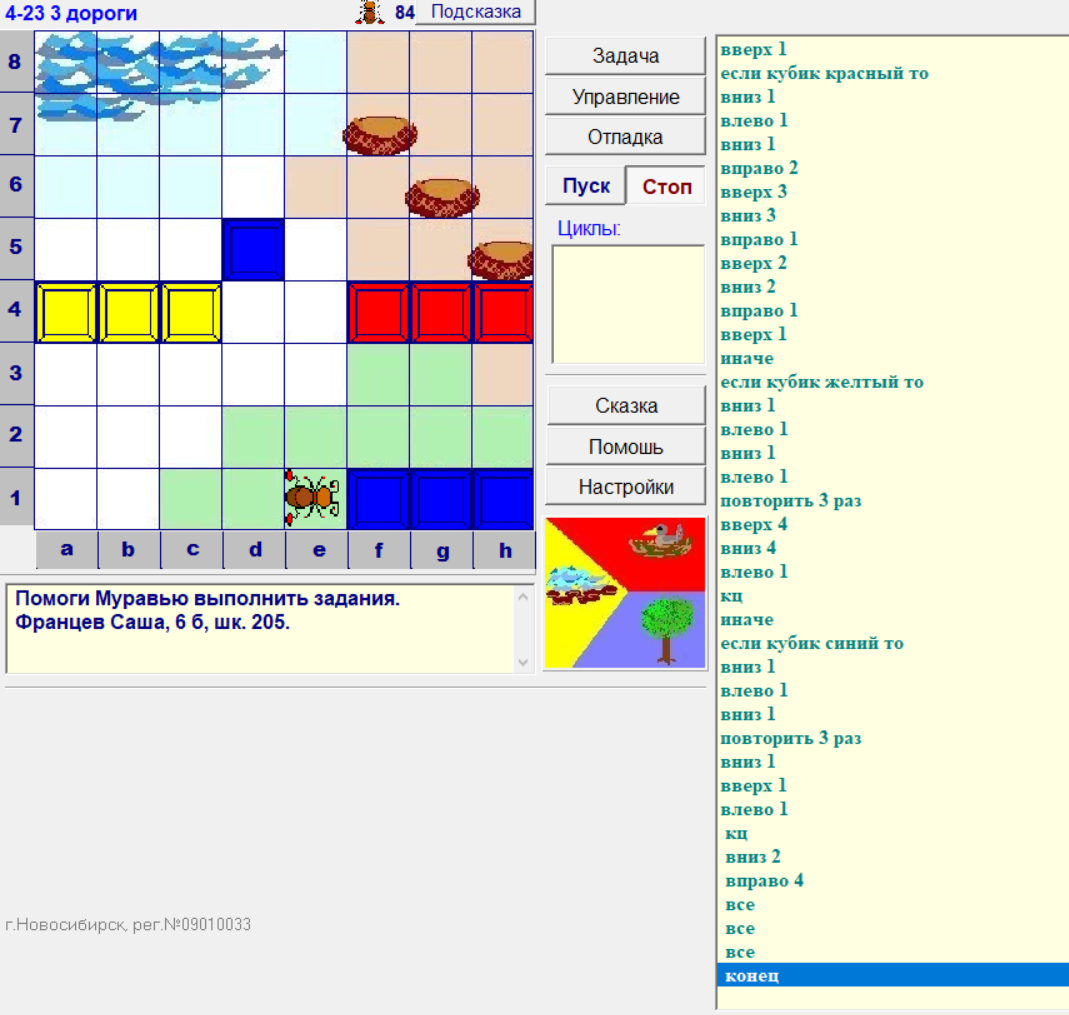 4-23 3 дороги
84
Подсказка
8
7
6
5
4
3
2
1
a
b
c
d
e
f
g
h
Помоги Муравью выполнить задания.
Францев Саша, 6 б, шк. 205.
г.Новосибирск, рег.№09010033
Задача
Управление
Отладка
Пуск
Стоп
Циклы:
Сказка
Помошь
Настройки
вверх 1
если кубик красный то
вниз 1
влево 1
вниз 1
вправо 2
вверх 3
вниз 3
вправо 1
вверх 2
вниз 2
вправо 1
вверх 1
иначе
если кубик желтый то
вниз 1
влево 1
вниз 1
влево 1
повторить 3 раз
вверх 4
вниз 4
влево 1
кц
иначе
если кубик синий то
вниз 1
влево 1
вниз 1
повторить 3 раз
вниз 1
вверх 1
влево 1
кц
вниз 2
вправо 4
все
все
все
конец